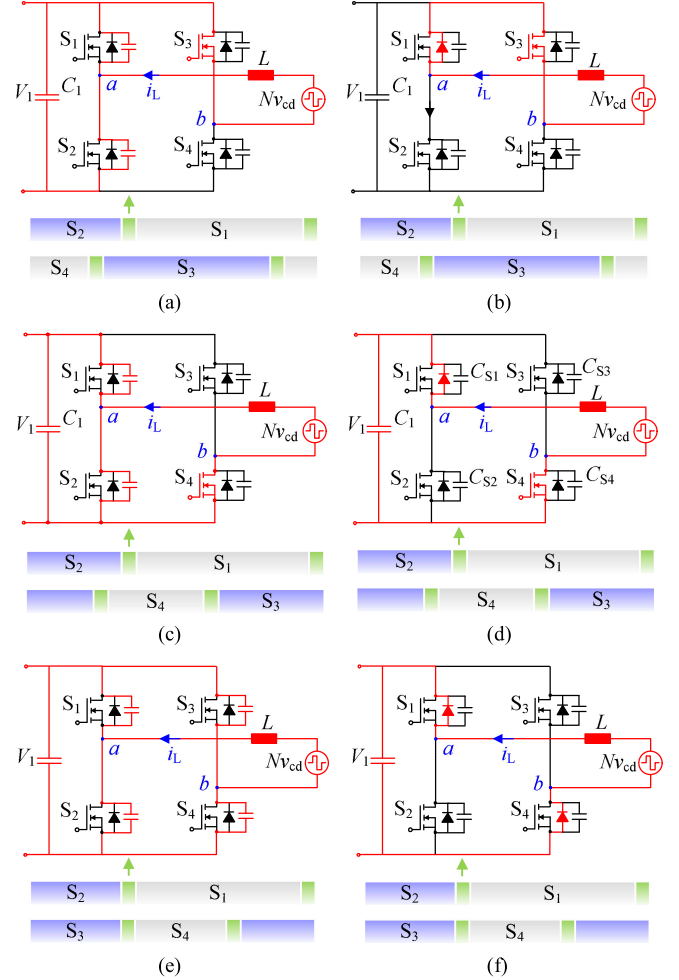 S1 S3
V1 C1 a iL L Nvcd
b
S2 S4
S2 S1
S4 S3
(a)
S1 S3
V1 C1 a iL L Nvcd
b
S2 S4
S2 S1
S4 S3
(b)
S1 S3
V1 C1 a iL L Nvcd
b
S2 S4
S2 S1
S4 S3
(c)
S1 CS1 S3 CS3
V1 C1 a iL L Nvcd
b
S2 CS2 S4 CS4
S2 S1
S4 S3
(d)
S1 S3
V1 a iL L Nvcd
b
S2 S4
S2 S1
S3 S4
(e)
S1 S3
V1 a iL L Nvcd
b
S2 S4
S2 S1
S3 S4
(f)